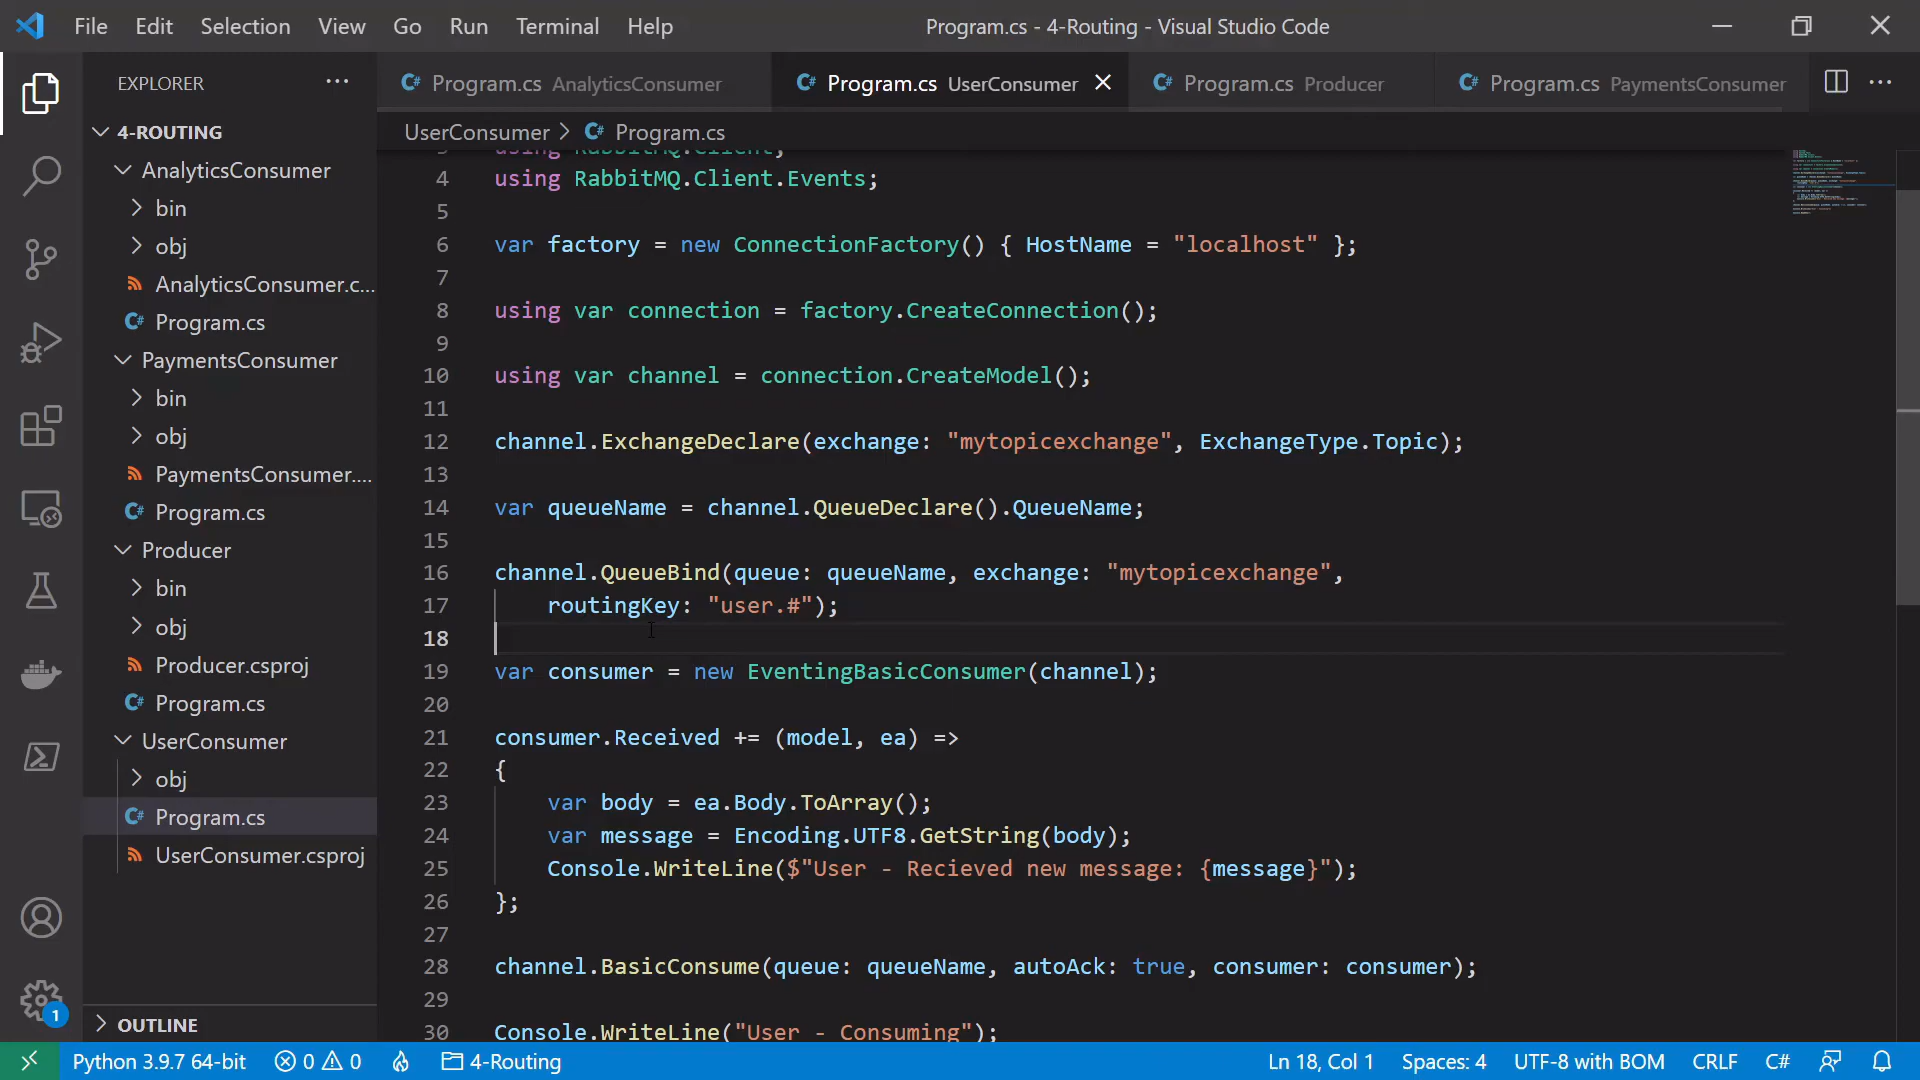 File Edit Selection View Go Run Terminal Help
Program.cs - 4-Routing - Visual Studio Code
EXPLORER
Program.cs AnalyticsConsumer
Program.cs UserConsumer
Program.cs Producer
Program.cs PaymentsConsumer
UserConsumer > Program.cs
4-ROUTING
AnalyticsConsumer
bin
obj
AnalyticsConsumer.c...
Program.cs
PaymentsConsumer
bin
obj
PaymentsConsumer....
Program.cs
Producer
bin
obj
Producer.csproj
Program.cs
UserConsumer
obj
Program.cs
UserConsumer.csproj
OUTLINE
1
3 using RabbitMQ.Client;
4 using RabbitMQ.Client.Events;
5
6 var factory = new ConnectionFactory() { HostName = "localhost" };
7
8 using var connection = factory.CreateConnection();
9
10 using var channel = connection.CreateModel();
11
12 channel.ExchangeDeclare(exchange: "mytopicexchange", ExchangeType.Topic);
13
14 var queueName = channel.QueueDeclare().QueueName;
15
16 channel.QueueBind(queue: queueName, exchange: "mytopicexchange",
17 routingKey: "user.#");
18
19 var consumer = new EventingBasicConsumer(channel);
20
21 consumer.Received += (model, ea) =>
22 {
23 var body = ea.Body.ToArray();
24 var message = Encoding.UTF8.GetString(body);
25 Console.WriteLine($"User - Recieved new message: {message}");
26 };
27
28 channel.BasicConsume(queue: queueName, autoAck: true, consumer: consumer);
29
30 Console.WriteLine("User - Consuming");
Python 3.9.7 64-bit 0 0 4-Routing Ln 18, Col 1 Spaces: 4 UTF-8 with BOM CRLF C#